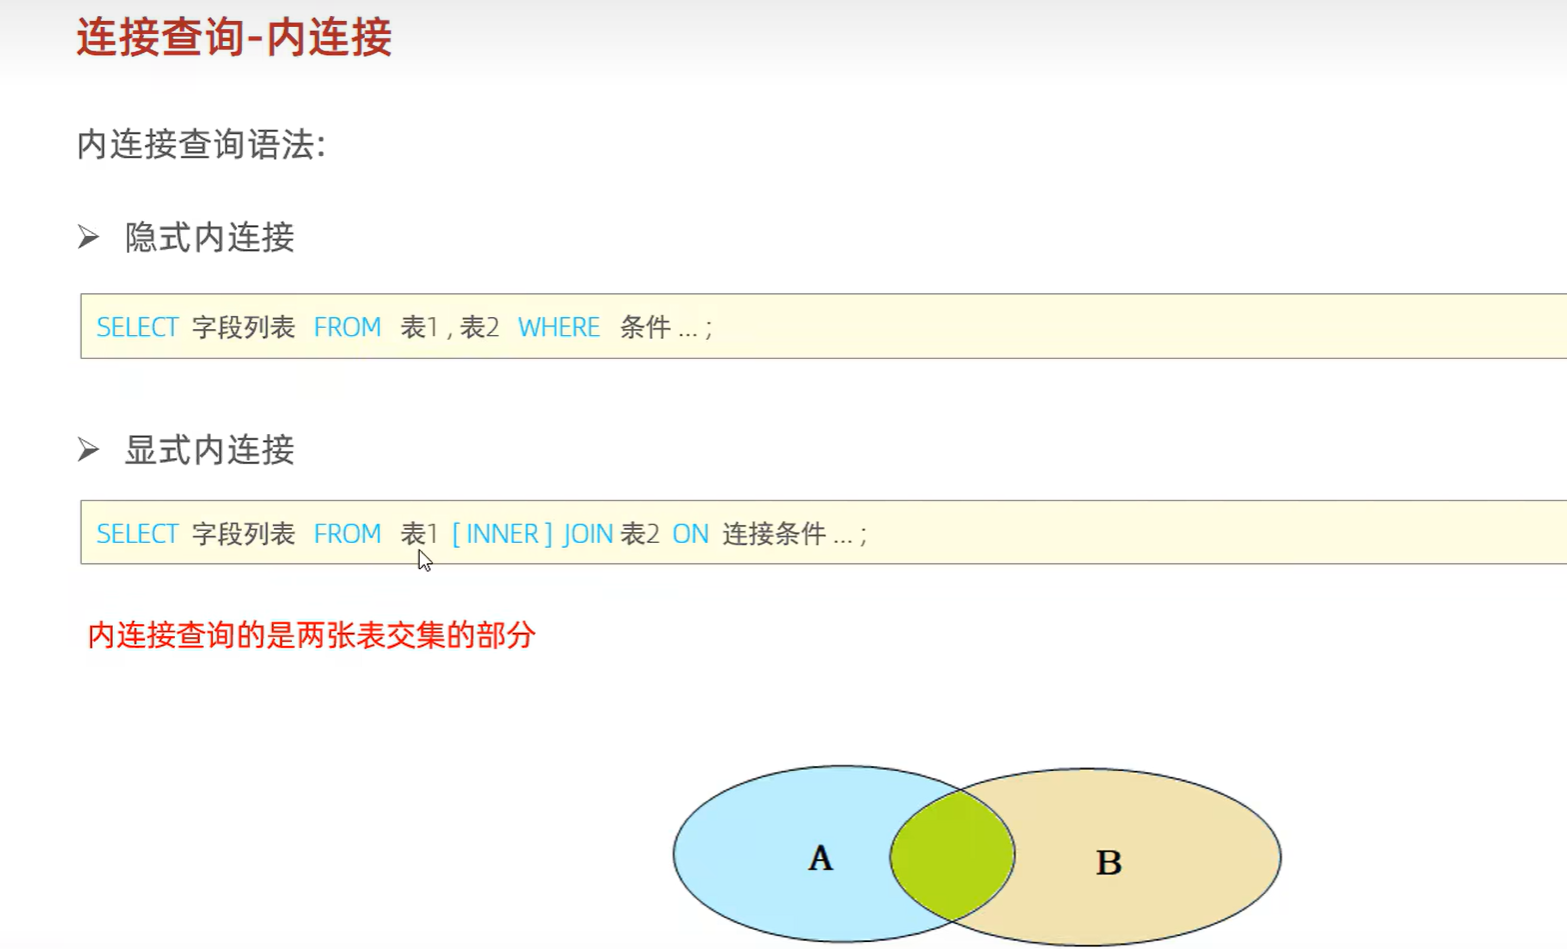 连接查询-内连接
内连接查询语法:
隐式内连接
SELECT 字段列表 FROM 表1 , 表2 WHERE 条件 ... ;
显式内连接
SELECT 字段列表 FROM 表1 [ INNER ] JOIN 表2 ON 连接条件 ... ;
内连接查询的是两张表交集的部分
A B